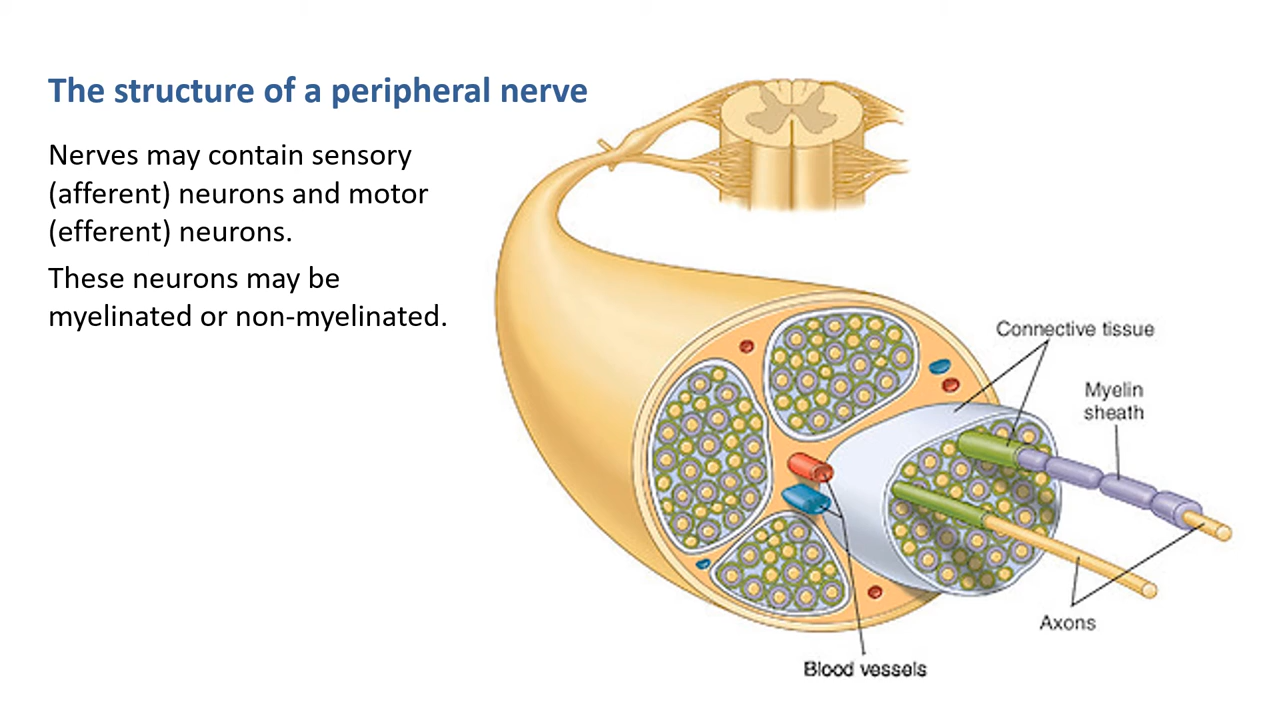 The structure of a peripheral nerve
Nerves may contain sensory
(afferent) neurons and motor
(efferent) neurons.
These neurons may be
myelinated or non-myelinated.
Connective tissue
Myelin
sheath
Axons
Blood vessels